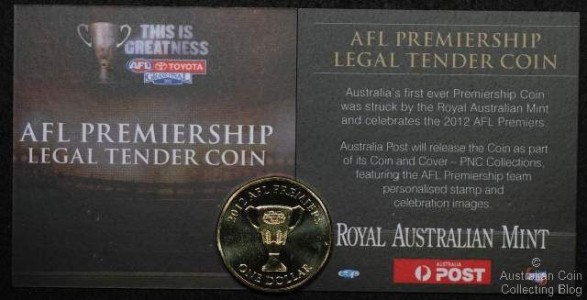 THIS IS
GREATNESS
AFL TOYOTA
AFL PREMIERSHIP
LEGAL TENDER COIN
2012 AFL PREMIERS
ONE DOLLAR
AFL PREMIERSHIP
LEGAL TENDER COIN
Australia's first ever Premiership Coin
was struck by the Royal Australian Mint
and celebrates the 2012 AFL Premiers.
Australia Post will release the Coin as part
of its Coin and Cover – PNC Collections,
featuring the AFL Premiership team
personalised stamp and
celebration images.
ROYAL AUSTRALIAN MINT
AUSTRALIA
POST
©
Australian Coin
Collecting Blog